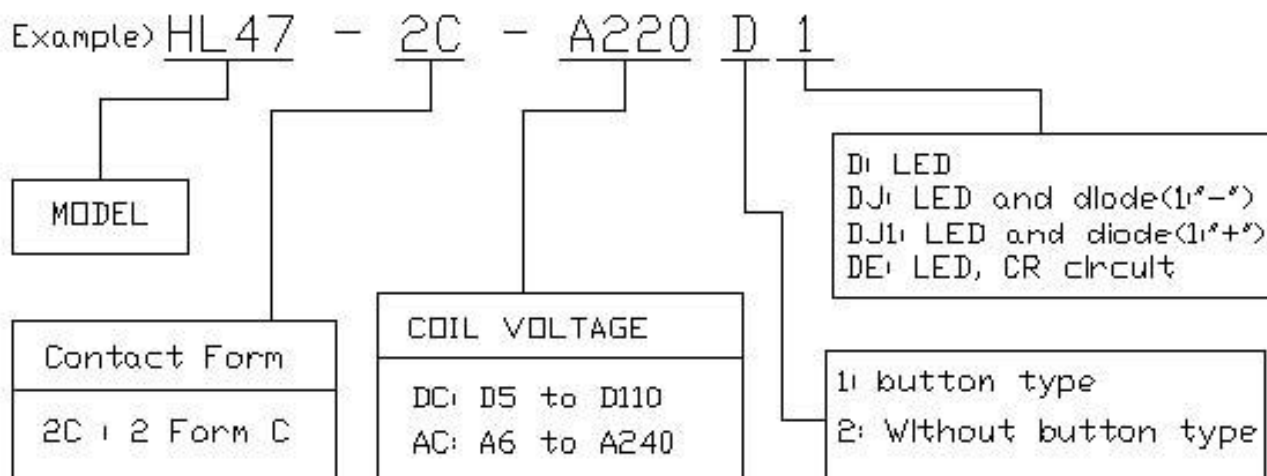 Example) HL47 - 2C - A220 D 1
MODEL
D: LED
DJ: LED and diode(1:"-")
DJ1: LED and diode(1:"+")
DE: LED, CR circuit
Contact Form
2C : 2 Form C
COIL VOLTAGE
DC: D5 to D110
AC: A6 to A240
1: button type
2: Without button type